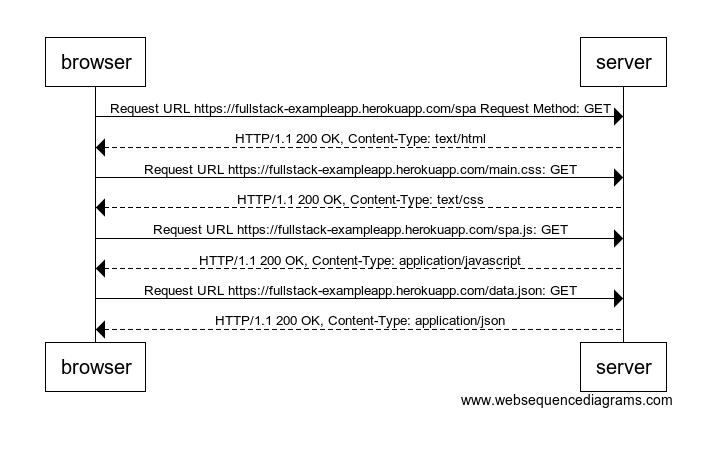 browser
server
Request URL https://fullstack-exampleapp.herokuapp.com/spa Request Method: GET
HTTP/1.1 200 OK, Content-Type: text/html
Request URL https://fullstack-exampleapp.herokuapp.com/main.css: GET
HTTP/1.1 200 OK, Content-Type: text/css
Request URL https://fullstack-exampleapp.herokuapp.com/spa.js: GET
HTTP/1.1 200 OK, Content-Type: application/javascript
Request URL https://fullstack-exampleapp.herokuapp.com/data.json: GET
HTTP/1.1 200 OK, Content-Type: application/json
browser
server
www.websequencediagrams.com